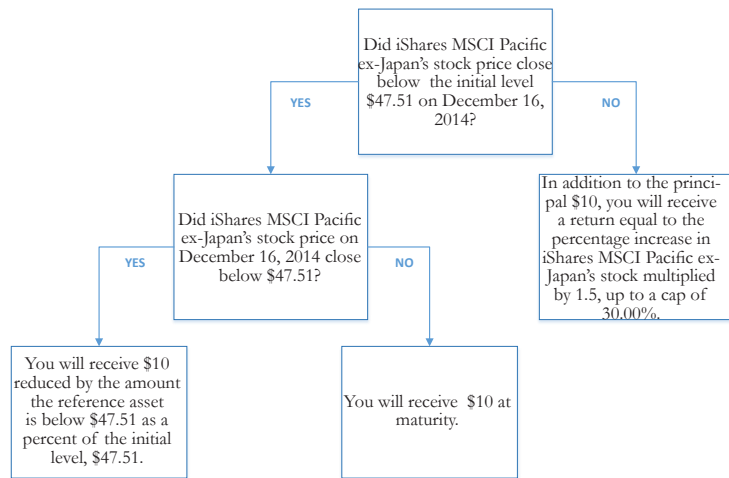 Did iShares MSCI Pacific
ex-Japan's stock price close
below the initial level
$47.51 on December 16,
2014?
YES
NO
Did iShares MSCI Pacific
ex-Japan's stock price on
December 16, 2014 close
below $47.51?
In addition to the princi-
pal $10, you will receive
a return equal to the
percentage increase in
iShares MSCI Pacific ex-
Japan's stock multiplied
by 1.5, up to a cap of
30.00%.
YES
NO
You will receive $10
reduced by the amount
the reference asset
is below $47.51 as a
percent of the initial
level, $47.51.
You will receive $10 at
maturity.